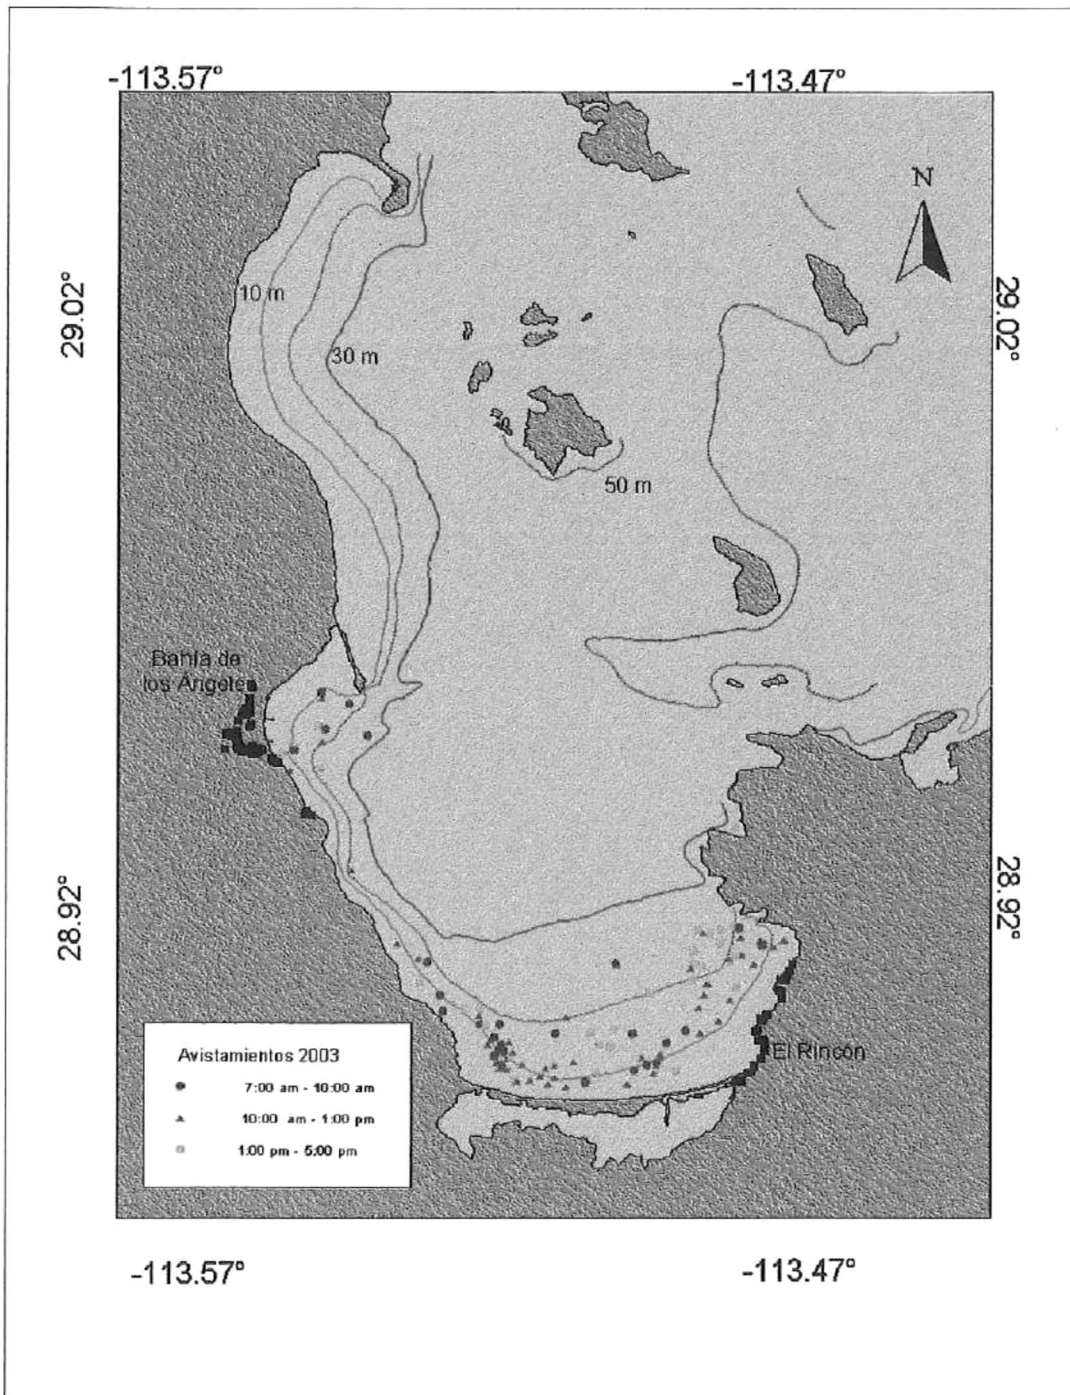 -113.57° -113.47°
N
29.02° 29.02°
10 m
30 m
50 m
Bahía de
los Ángeles
28.92° 28.92°
El Rincón
Avistamientos 2003
7:00 am - 10:00 am
10:00 am - 1:00 pm
1:00 pm - 5:00 pm
-113.57° -113.47°